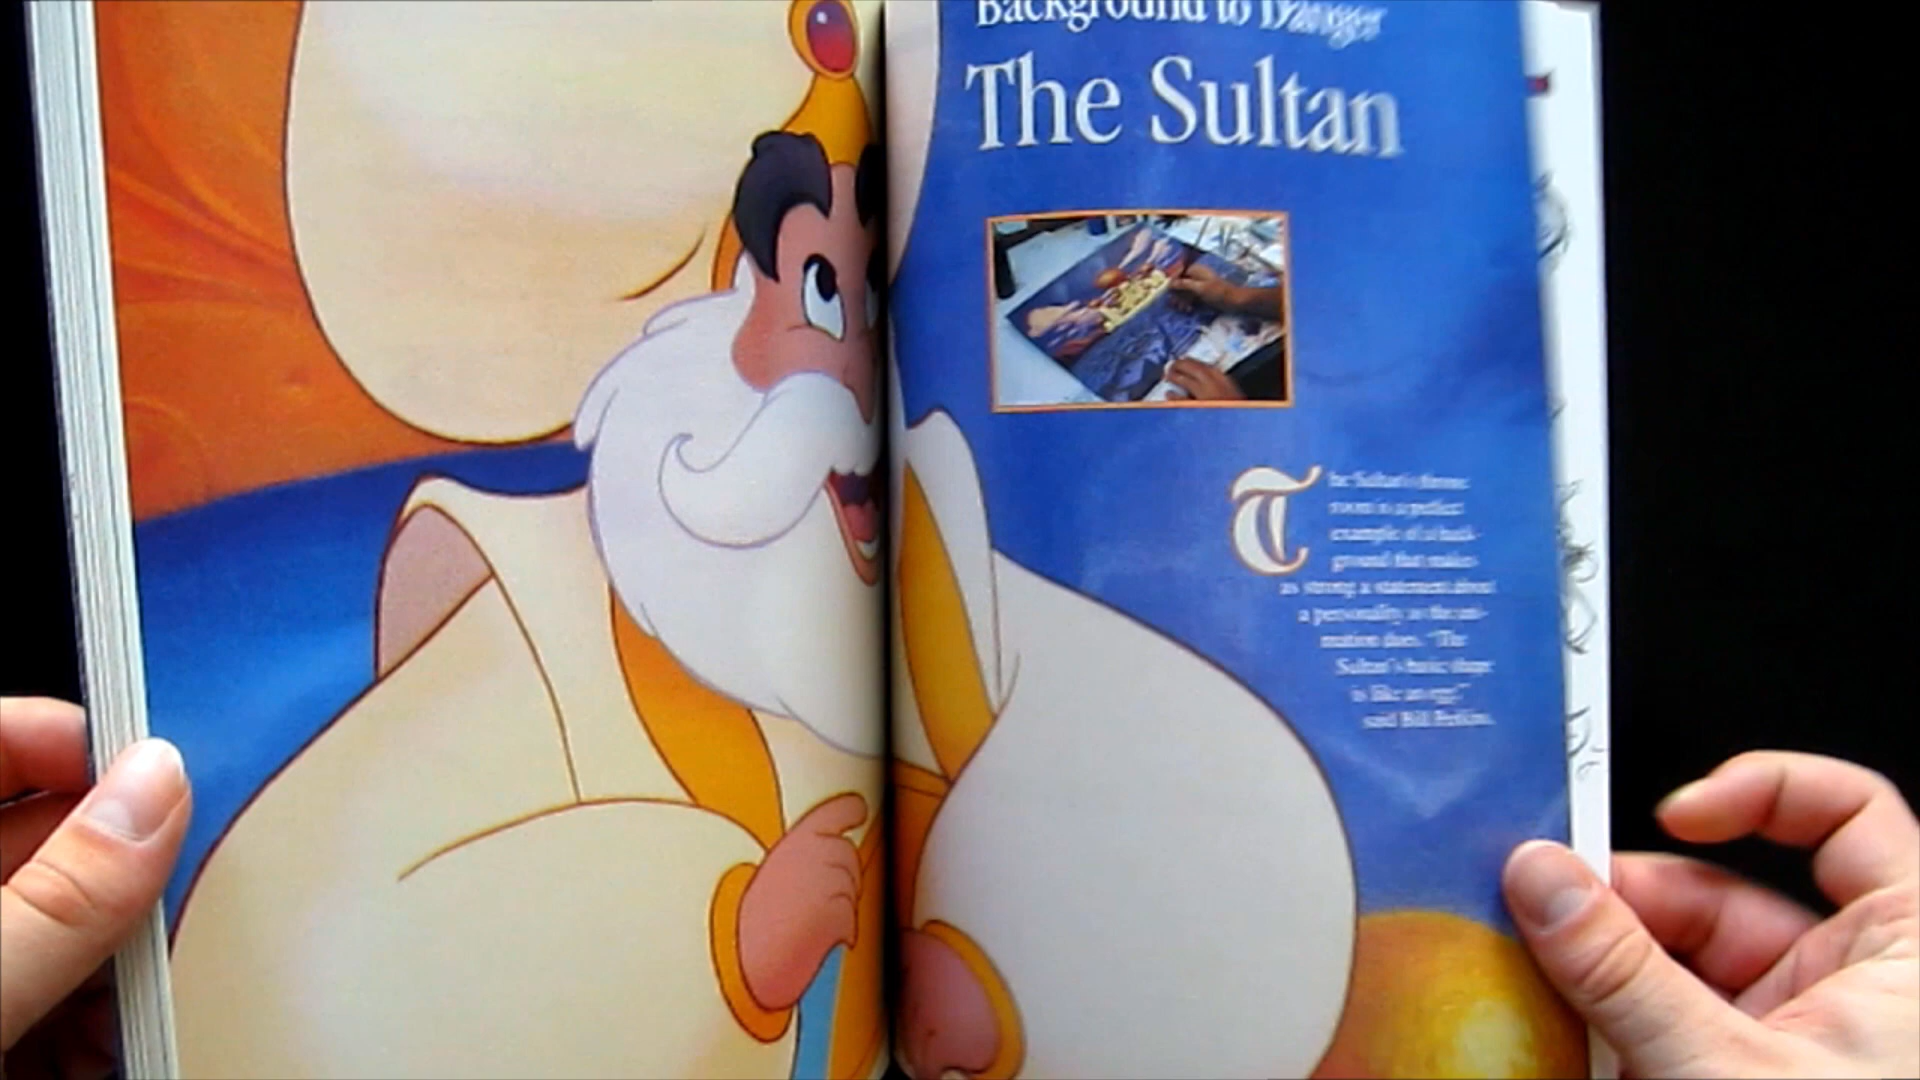 Background to Danger
The Sultan
The Sultan's throne
room is a perfect
example of a back-
ground that makes
as strong a statement about
a personality as the ani-
mation does. "The
Sultan's basic shape
is like an egg,"
said Bill Perkins.